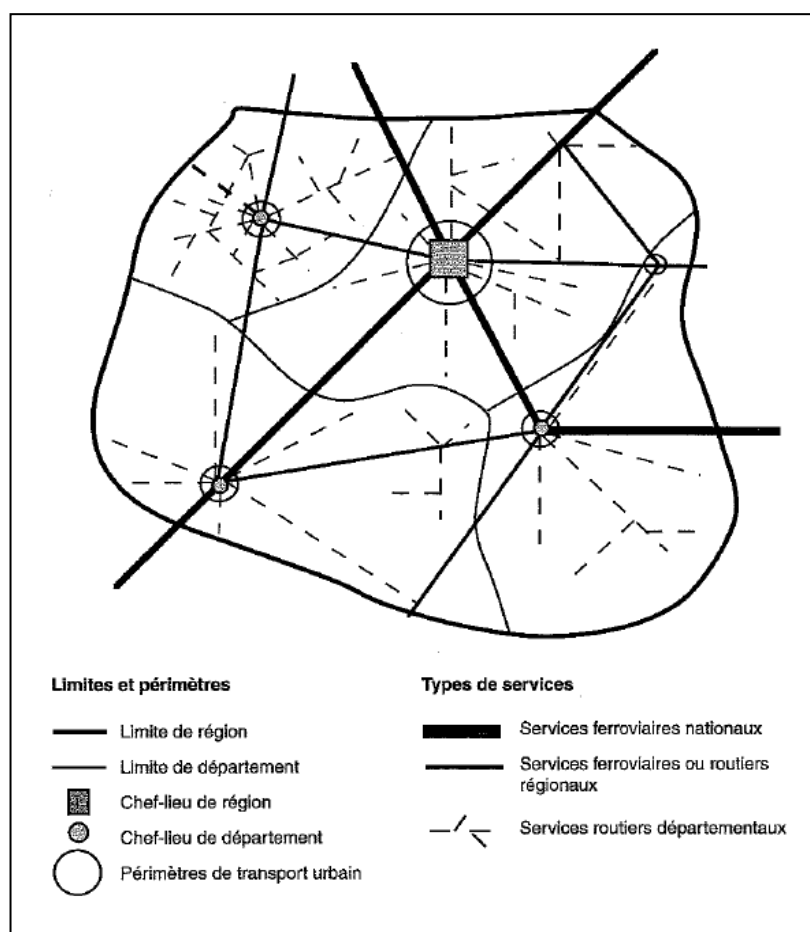 Limites et périmètres
Limite de région
Limite de département
Chef-lieu de région
Chef-lieu de département
Périmètres de transport urbain
Types de services
Services ferroviaires nationaux
Services ferroviaires ou routiers
régionaux
Services routiers départementaux